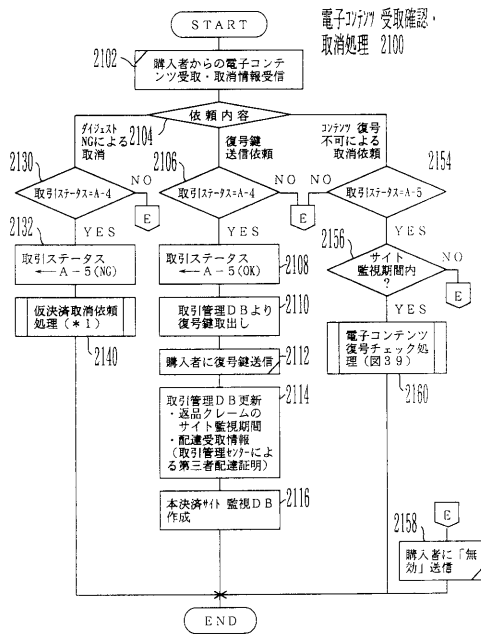 電子コンテンツ 受取確認・
取消処理 2100
START
2102
購入者からの電子コンテ
ンツ受取・取消情報受信
2104
依頼内容
ダイジェスト
NGによる
取消
復号鍵
送信依頼
コンテンツ 復号
不可による
取消依頼
2130
取引ステータス=A-4
NO
E
YES
2106
取引ステータス=A-4
NO
E
YES
2154
取引ステータス=A-5
NO
YES
2132
取引ステータス
←A-5(NG)
仮決済取消依頼
処理(*1)
2140
取引ステータス
←A-5(OK)
2108
取引管理DBより
復号鍵取出し
2110
購入者に復号鍵送信
2112
取引管理DB更新
・返品クレームの
サイト監視期間
・配達受取情報
(取引管理センターによ
る第三者配達証明)
2114
本決済サイト 監視DB
作成
2116
2156
サイト
監視期間内
?
NO
E
YES
電子コンテンツ
復号チェック処
理(図39)
2160
E
2158
購入者に「無
効」送信
END